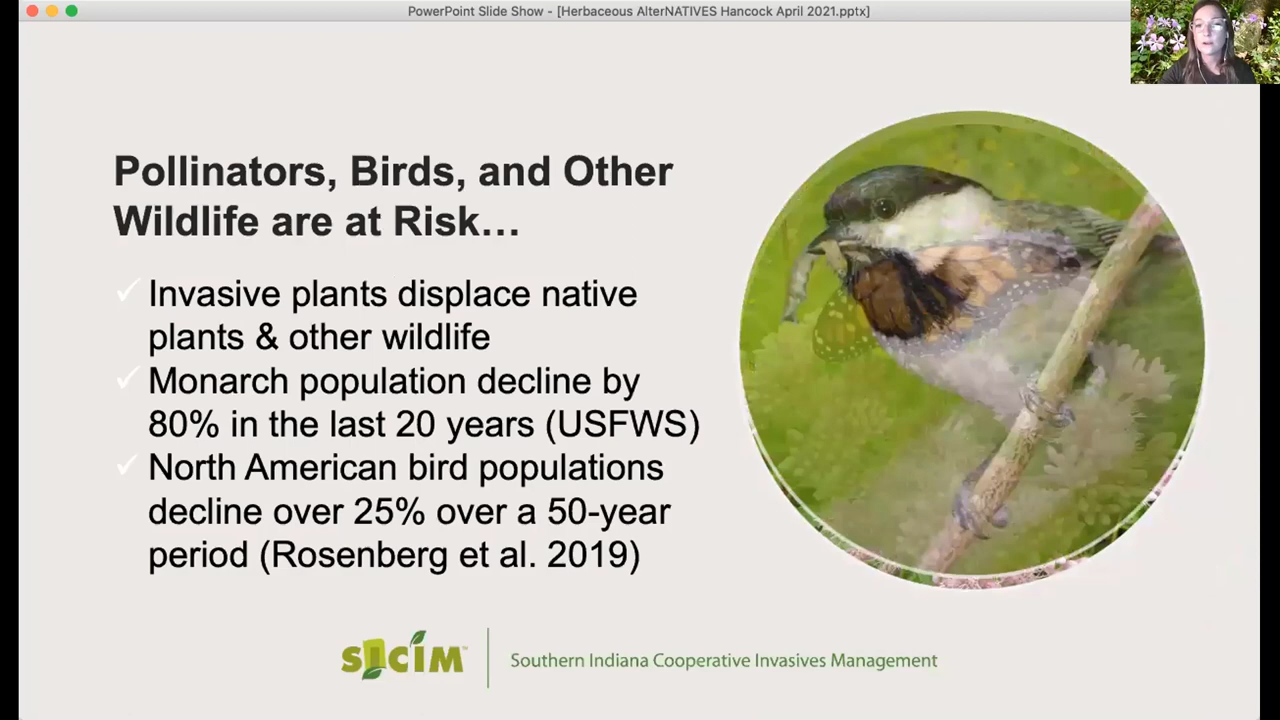 PowerPoint Slide Show - [Herbaceous AlterNATIVES Hancock April 2021.pptx]
Pollinators, Birds, and Other
Wildlife are at Risk…
Invasive plants displace native
plants & other wildlife
Monarch population decline by
80% in the last 20 years (USFWS)
North American bird populations
decline over 25% over a 50-year
period (Rosenberg et al. 2019)
SICIM™
Southern Indiana Cooperative Invasives Management